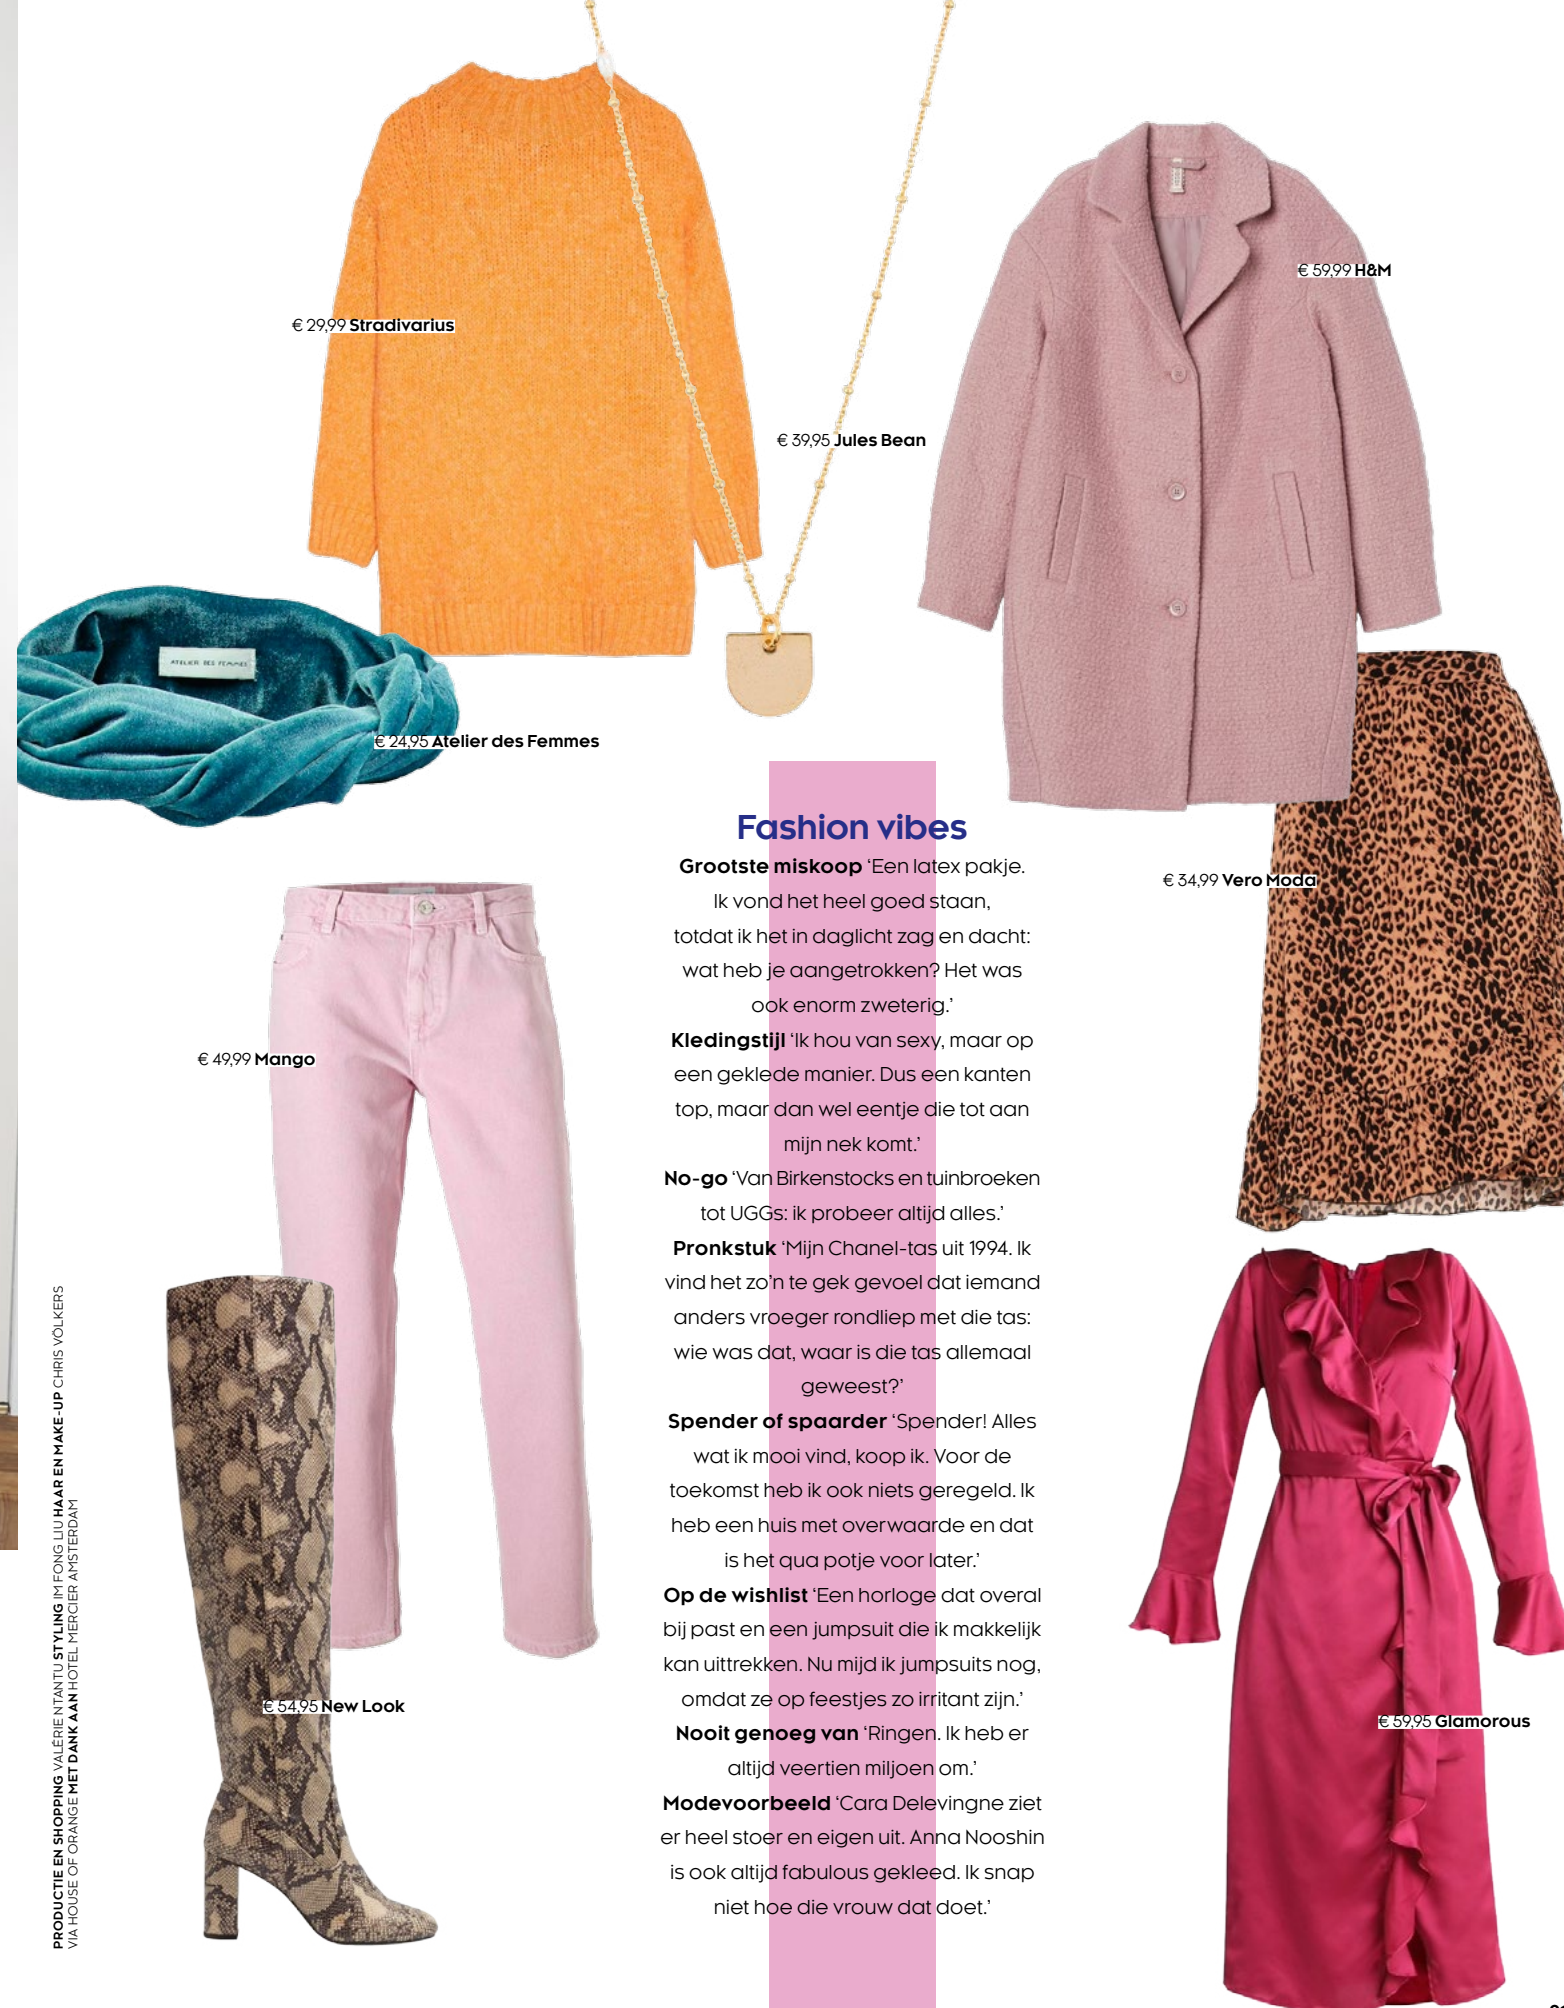 € 29,99 Stradivarius
€ 59,99 H&M
€ 39,95 Jules Bean
ATELIER DES FEMMES
€ 24,95 Atelier des Femmes
€ 34,99 Vero Moda
€ 49,99 Mango
€ 54,95 New Look
€ 59,95 Glamorous
Fashion vibes
Grootste miskoop ‘Een latex pakje.
Ik vond het heel goed staan,
totdat ik het in daglicht zag en dacht:
wat heb je aangetrokken? Het was
ook enorm zweterig.’
Kledingstijl ‘Ik hou van sexy, maar op
een geklede manier. Dus een kanten
top, maar dan wel eentje die tot aan
mijn nek komt.’
No-go ‘Van Birkenstocks en tuinbroeken
tot UGGs: ik probeer altijd alles.’
Pronkstuk ‘Mijn Chanel-tas uit 1994. Ik
vind het zo’n te gek gevoel dat iemand
anders vroeger rondliep met die tas:
wie was dat, waar is die tas allemaal
geweest?’
Spender of spaarder ‘Spender! Alles
wat ik mooi vind, koop ik. Voor de
toekomst heb ik ook niets geregeld. Ik
heb een huis met overwaarde en dat
is het qua potje voor later.’
Op de wishlist ‘Een horloge dat overal
bij past en een jumpsuit die ik makkelijk
kan uittrekken. Nu mijd ik jumpsuits nog,
omdat ze op feestjes zo irritant zijn.’
Nooit genoeg van ‘Ringen. Ik heb er
altijd veertien miljoen om.’
Modevoorbeeld ‘Cara Delevingne ziet
er heel stoer en eigen uit. Anna Nooshin
is ook altijd fabulous gekleed. Ik snap
niet hoe die vrouw dat doet.’
PRODUCTIE EN SHOPPING VALÉRIE NTANTU STYLING IM FONG LIU HAAR EN MAKE-UP CHRIS VÖLKERS
VIA HOUSE OF ORANGE MET DANK AAN HOTEL MERCIER AMSTERDAM